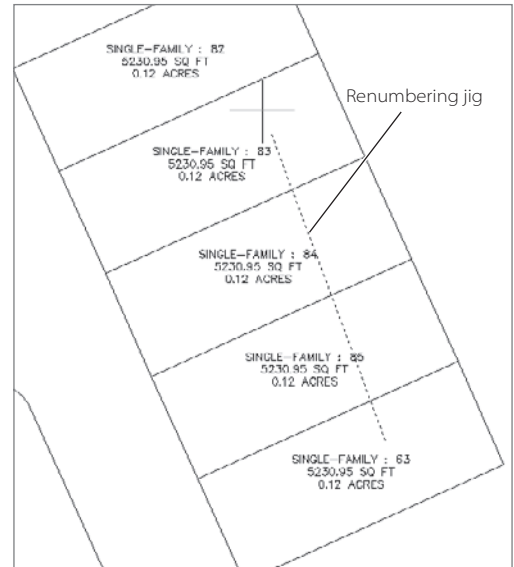 SINGLE-FAMILY : 82
5230.95 SQ FT
0.12 ACRES
Renumbering jig
SINGLE-FAMILY : 83
5230.95 SQ FT
0.12 ACRES
SINGLE-FAMILY : 84
5230.95 SQ FT
0.12 ACRES
SINGLE-FAMILY : 85
5230.95 SQ FT
0.12 ACRES
SINGLE-FAMILY : 63
5230.95 SQ FT
0.12 ACRES